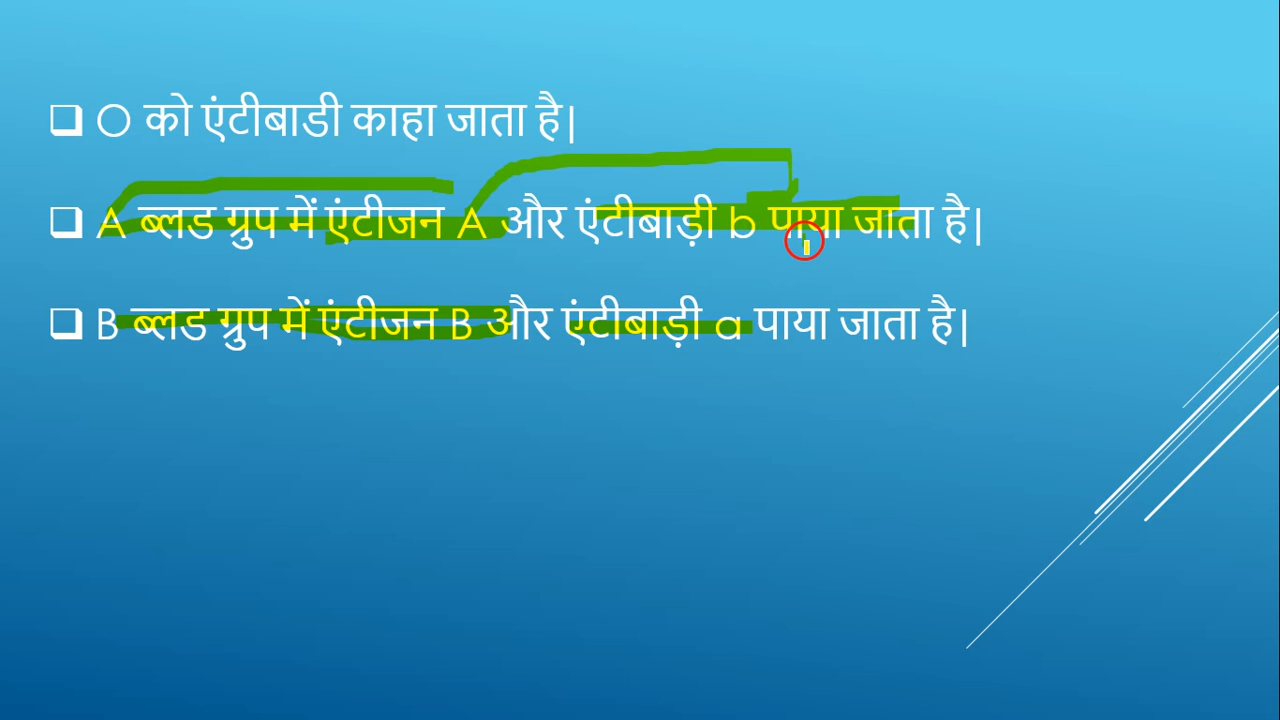 O को एंटीबाडी काहा जाता है।
A ब्लड ग्रुप में एंटीजन A और एंटीबाड़ी b पाया जाता है।
B ब्लड ग्रुप में एंटीजन B और एंटीबाड़ी a पाया जाता है।